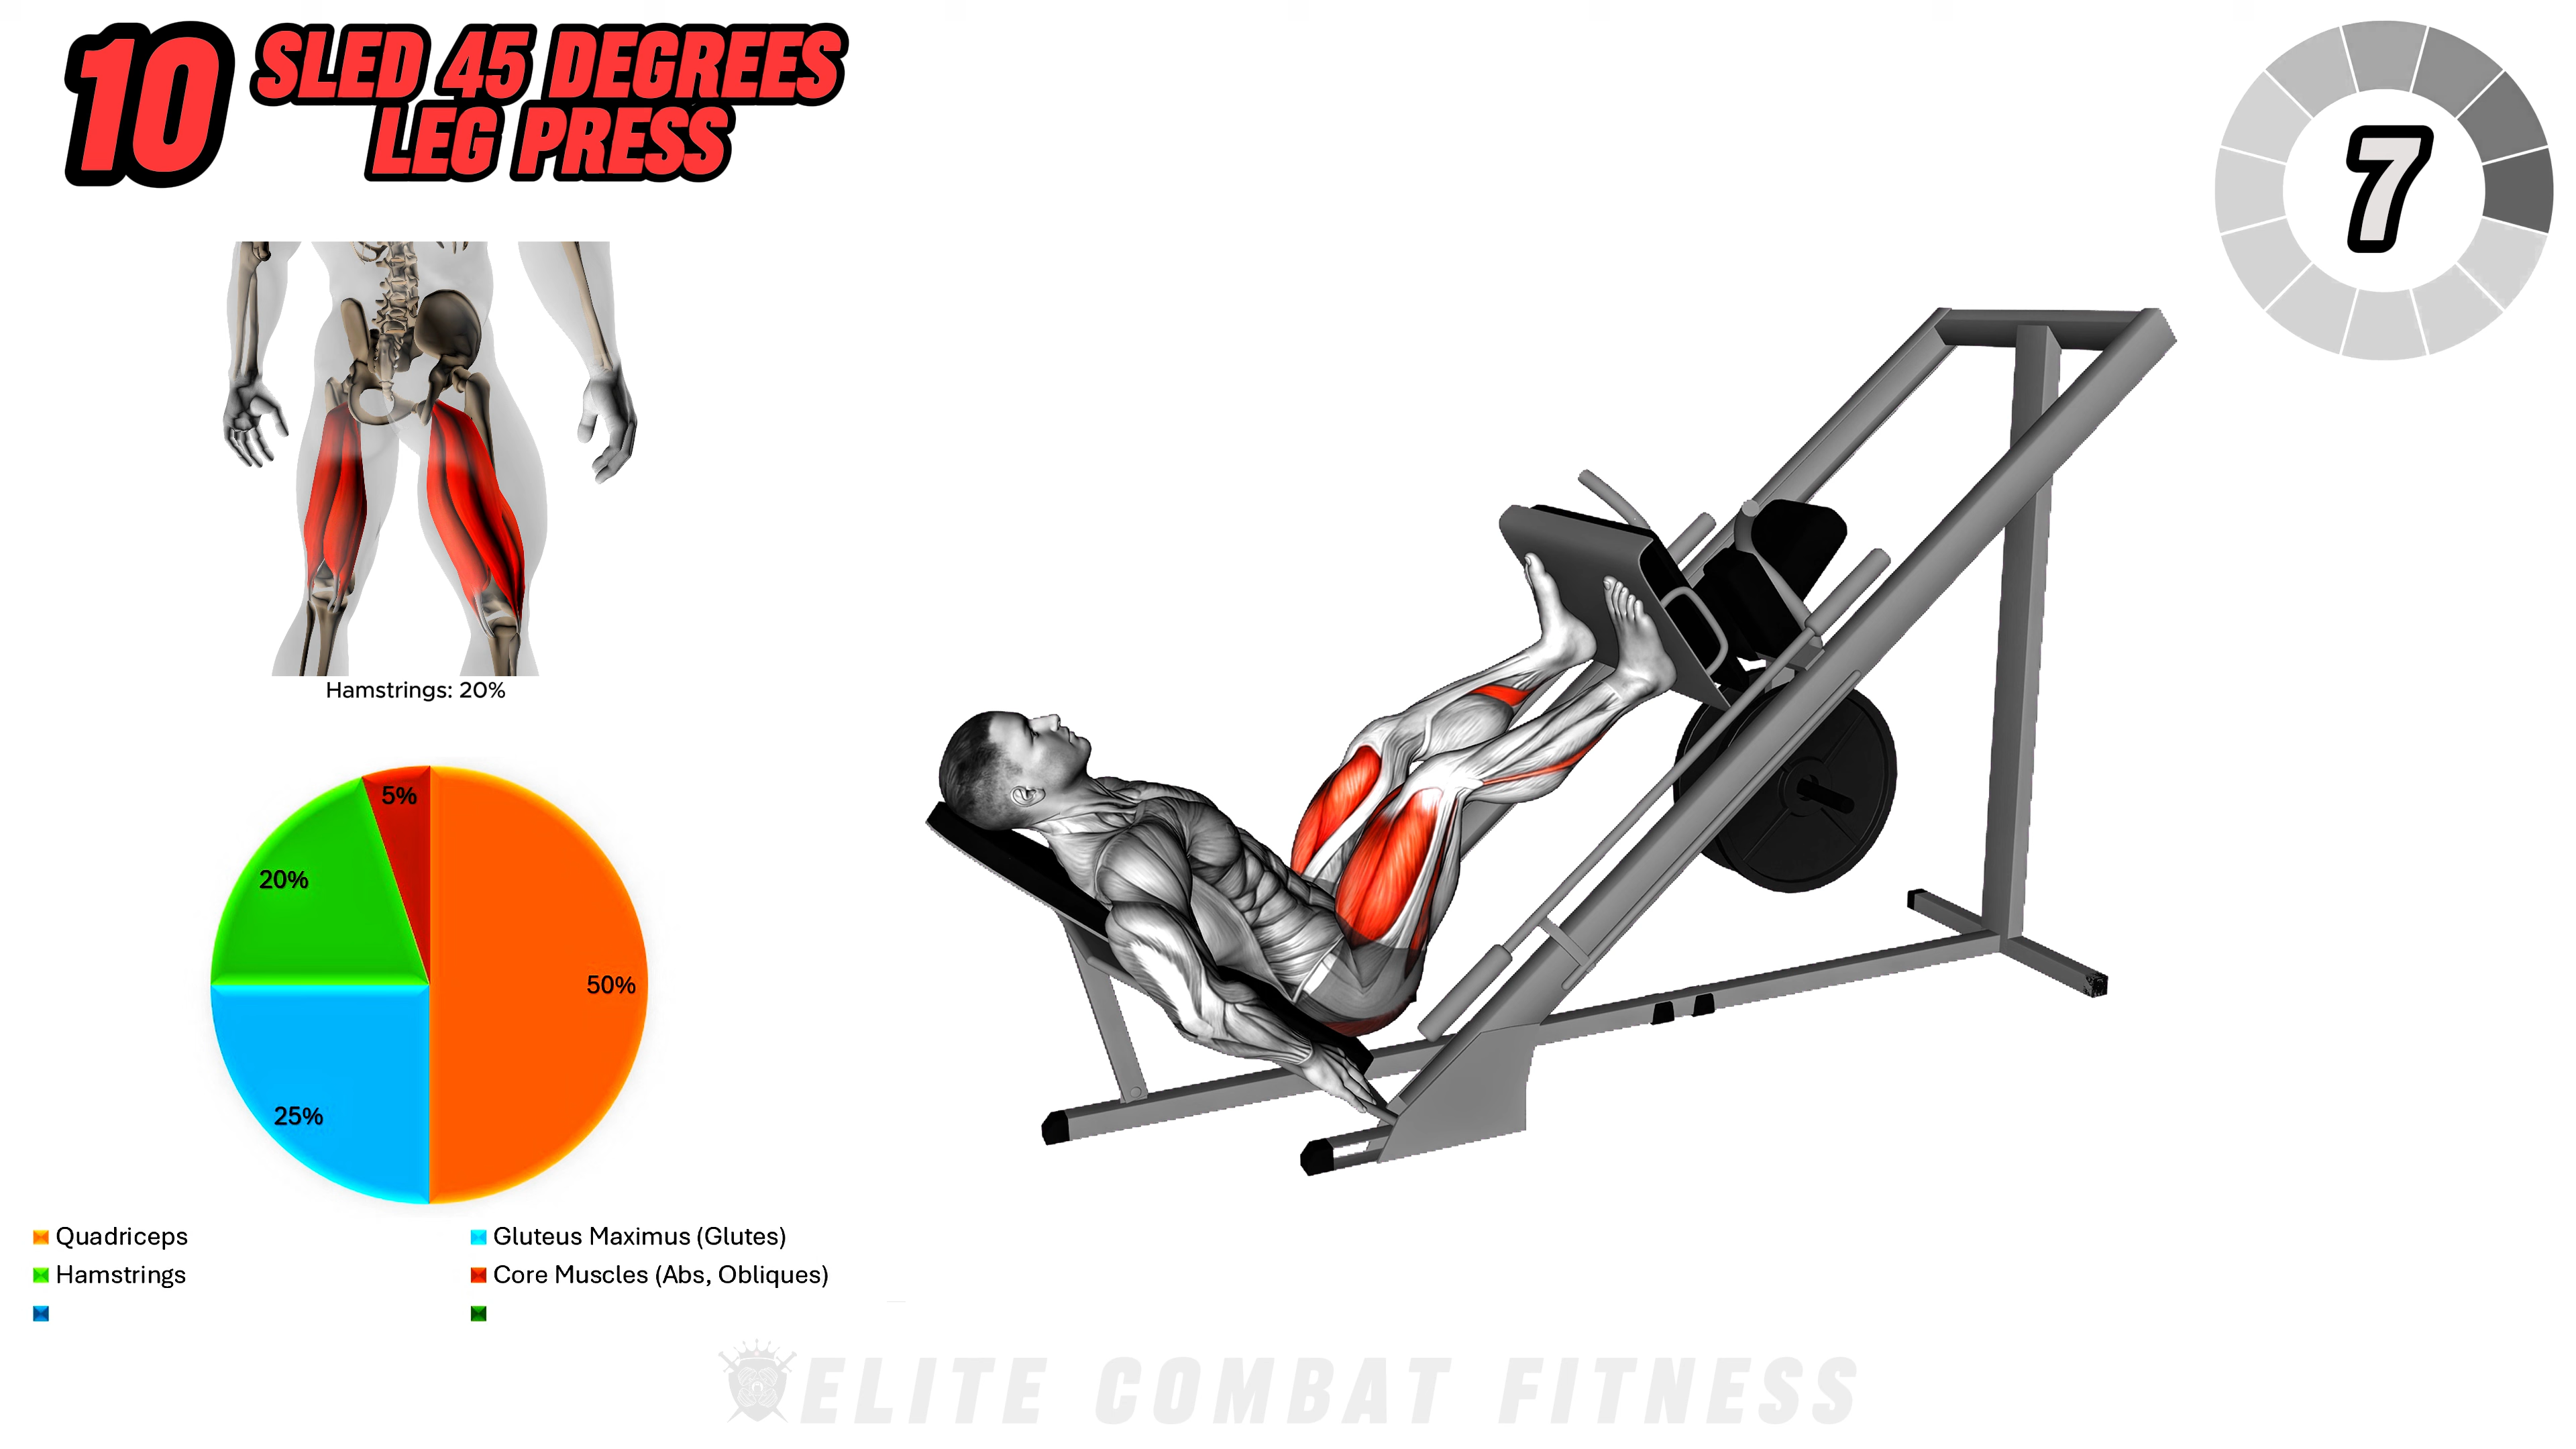 10
SLED 45 DEGREES
LEG PRESS
7
Hamstrings: 20%
5%
20%
50%
25%
Quadriceps
Gluteus Maximus (Glutes)
Hamstrings
Core Muscles (Abs, Obliques)
ELITE COMBAT FITNESS